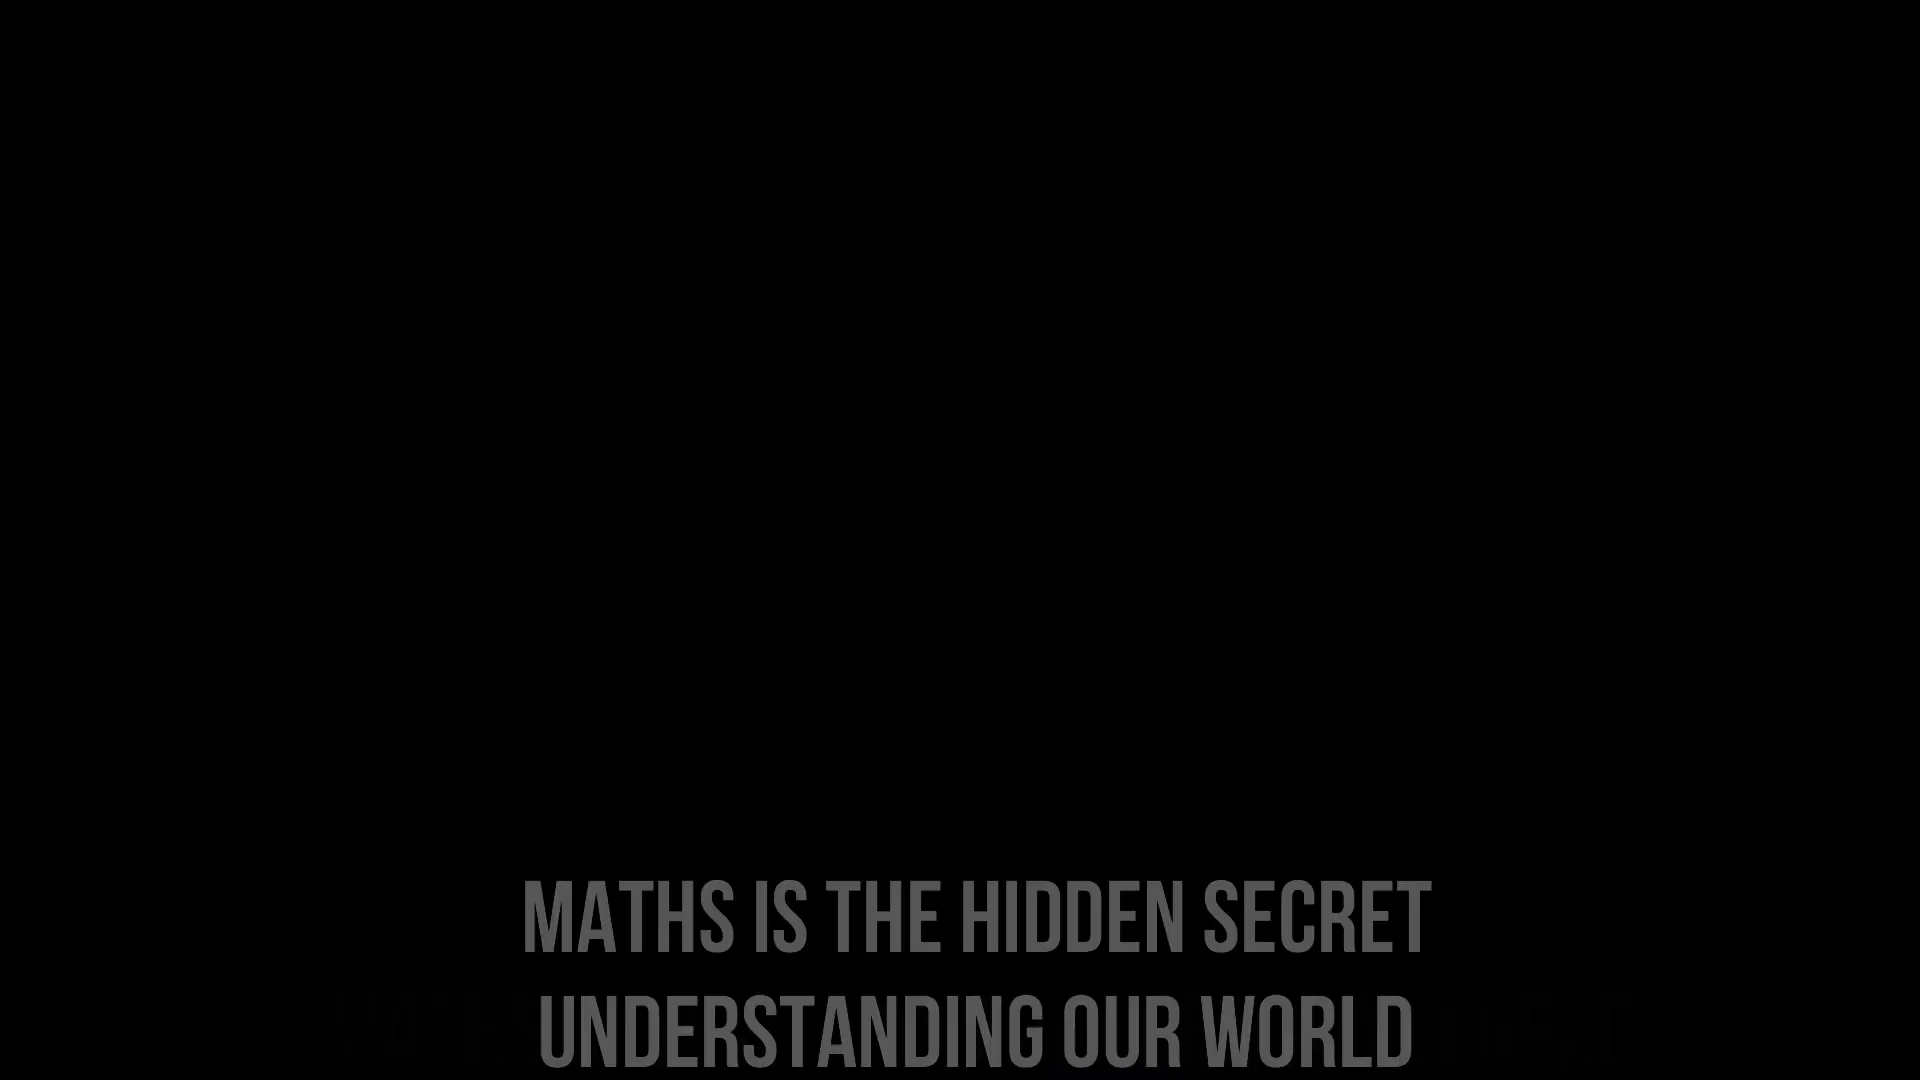 MATHS IS THE HIDDEN SECRET
UNDERSTANDING OUR WORLD